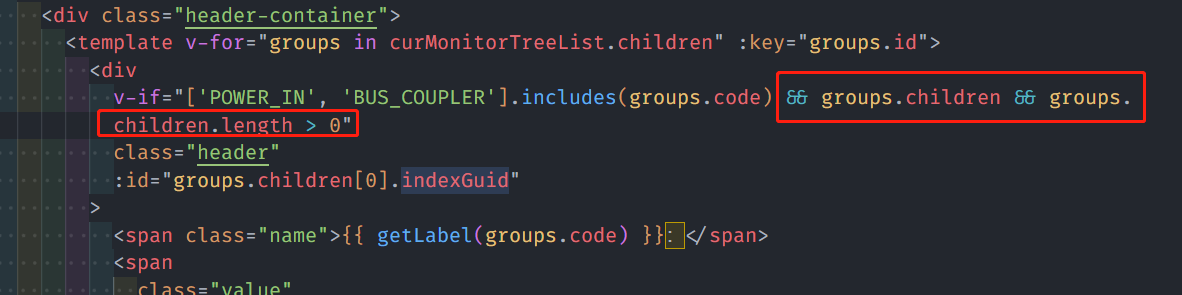 <div class="header-container">
<template v-for="groups in curMonitorTreeList.children" :key="groups.id">
<div
v-if="['POWER_IN', 'BUS_COUPLER'].includes(groups.code) && groups.children && groups.
children.length > 0"
class="header"
:id="groups.children[0].indexGuid"
>
<span class="name">{{ getLabel(groups.code) }}：</span>
<span
class="value"